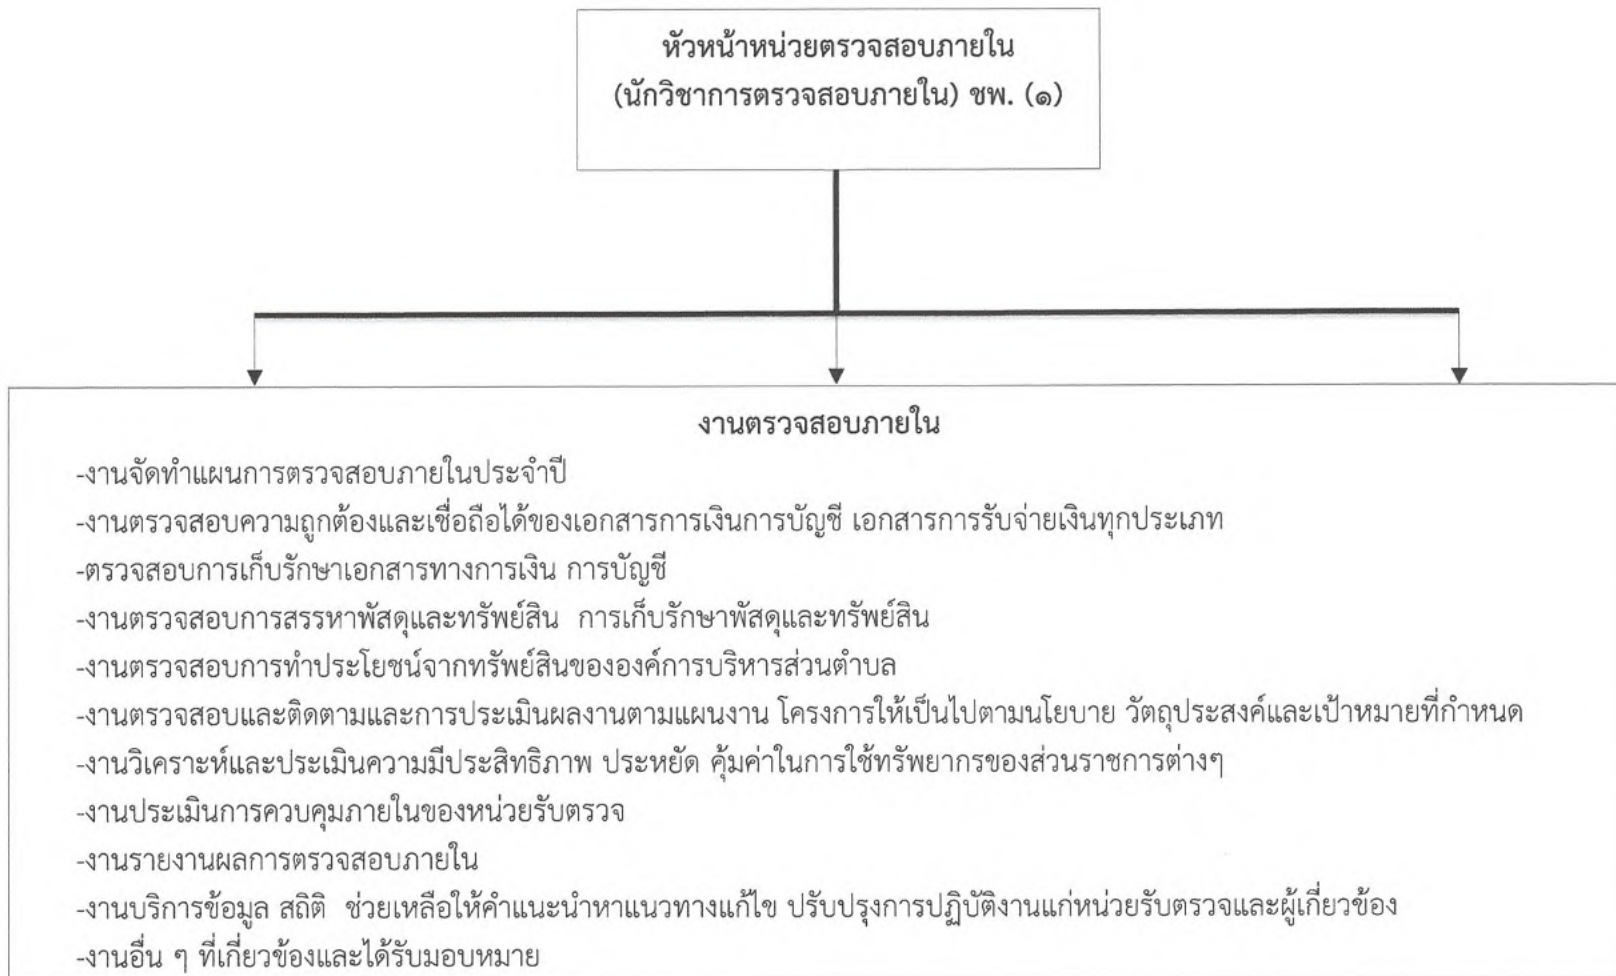 หัวหน้าหน่วยตรวจสอบภายใน
(นักวิชาการตรวจสอบภายใน) ชพ. (๑)
งานตรวจสอบภายใน
-งานจัดทำแผนการตรวจสอบภายในประจำปี
-งานตรวจสอบความถูกต้องและเชื่อถือได้ของเอกสารการเงินการบัญชี เอกสารการรับจ่ายเงินทุกประเภท
-ตรวจสอบการเก็บรักษาเอกสารทางการเงิน การบัญชี
-งานตรวจสอบการสรรหาพัสดุและทรัพย์สิน  การเก็บรักษาพัสดุและทรัพย์สิน
-งานตรวจสอบการทำประโยชน์จากทรัพย์สินขององค์การบริหารส่วนตำบล
-งานตรวจสอบและติดตามและการประเมินผลงานตามแผนงาน โครงการให้เป็นไปตามนโยบาย วัตถุประสงค์และเป้าหมายที่กำหนด
-งานวิเคราะห์และประเมินความมีประสิทธิภาพ ประหยัด คุ้มค่าในการใช้ทรัพยากรของส่วนราชการต่างๆ
-งานประเมินการควบคุมภายในของหน่วยรับตรวจ
-งานรายงานผลการตรวจสอบภายใน
-งานบริการข้อมูล สถิติ  ช่วยเหลือให้คำแนะนำหาแนวทางแก้ไข ปรับปรุงการปฏิบัติงานแก่หน่วยรับตรวจและผู้เกี่ยวข้อง
-งานอื่น ๆ ที่เกี่ยวข้องและได้รับมอบหมาย